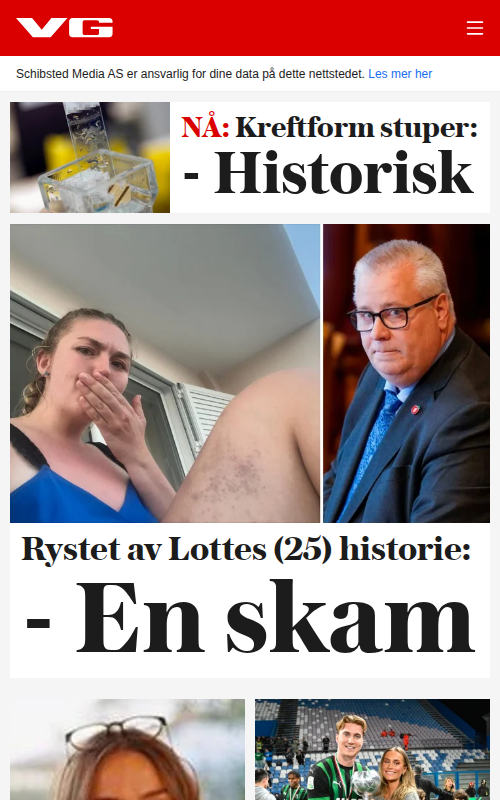 VG
Schibsted Media AS er ansvarlig for dine data på dette nettstedet. Les mer her
NÅ: Kreftform stuper:
- Historisk
Rystet av Lottes (25) historie:
- En skam